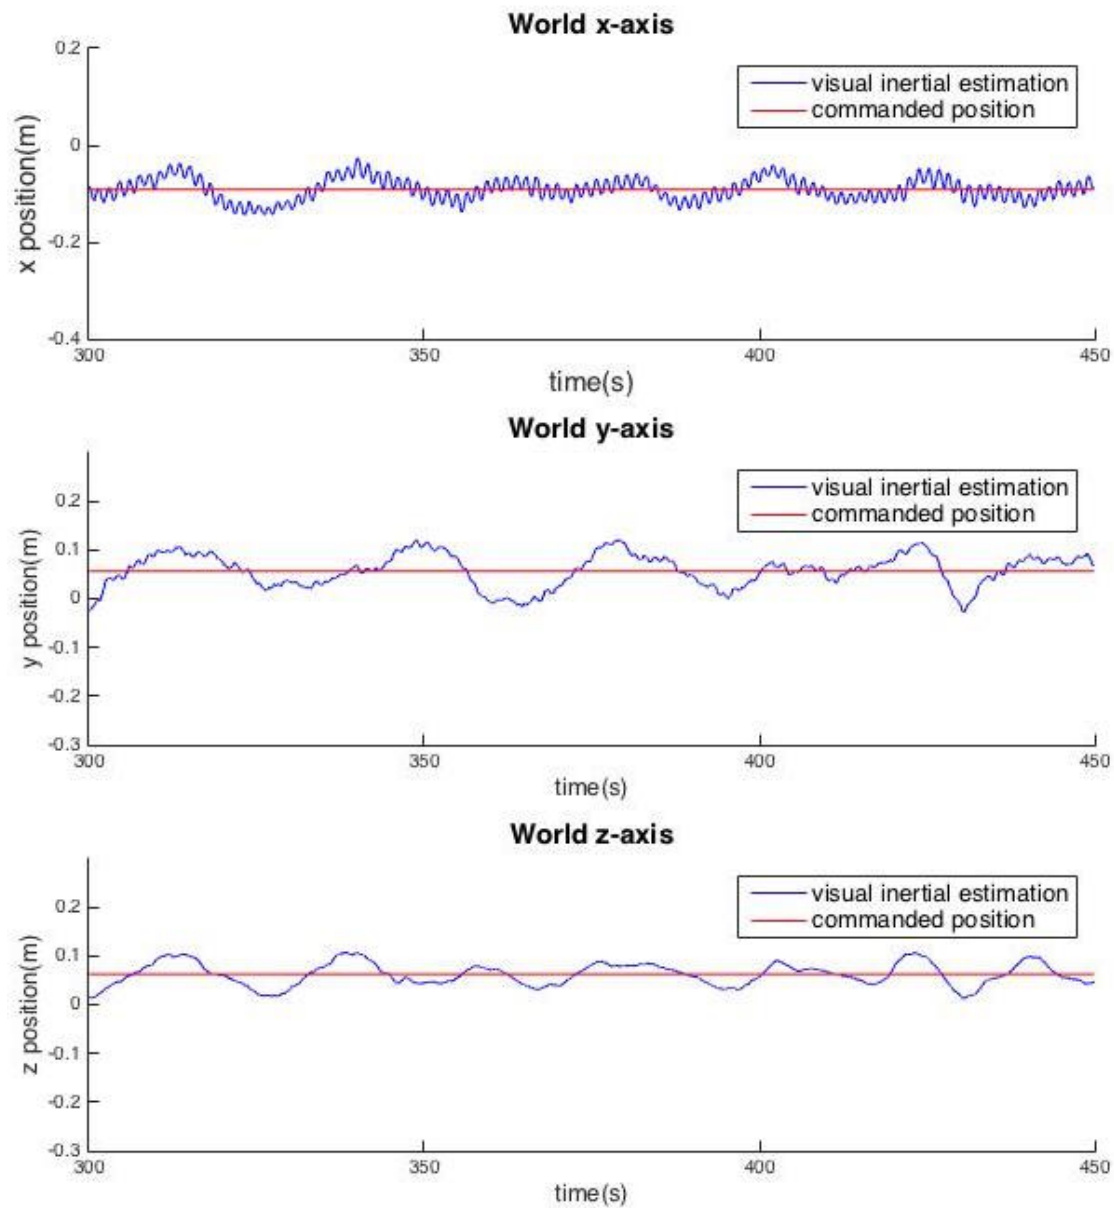 World x-axis
0.2
visual inertial estimation
commanded position
0
x position(m)
-0.2
-0.4
300 350 400 450
time(s)
World y-axis
0.2
visual inertial estimation
commanded position
0.1
0
y position(m)
-0.1
-0.2
-0.3
300 350 400 450
time(s)
World z-axis
0.2
visual inertial estimation
commanded position
0.1
0
z position(m)
-0.1
-0.2
-0.3
300 350 400 450
time(s)